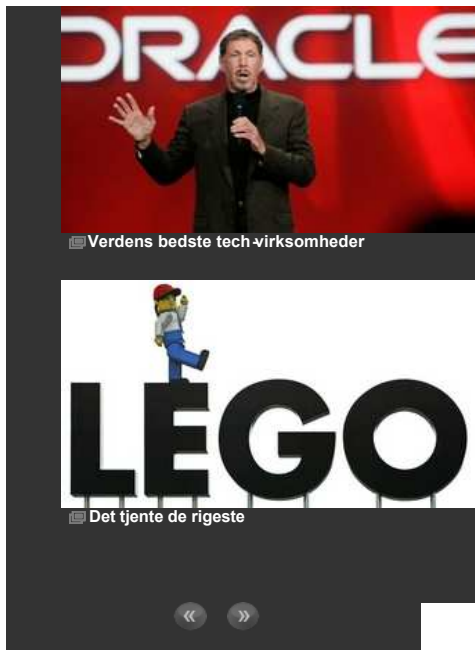 ORACLE
Verdens bedste tech-virksomheder
LEGO
Det tjente de rigeste
« »